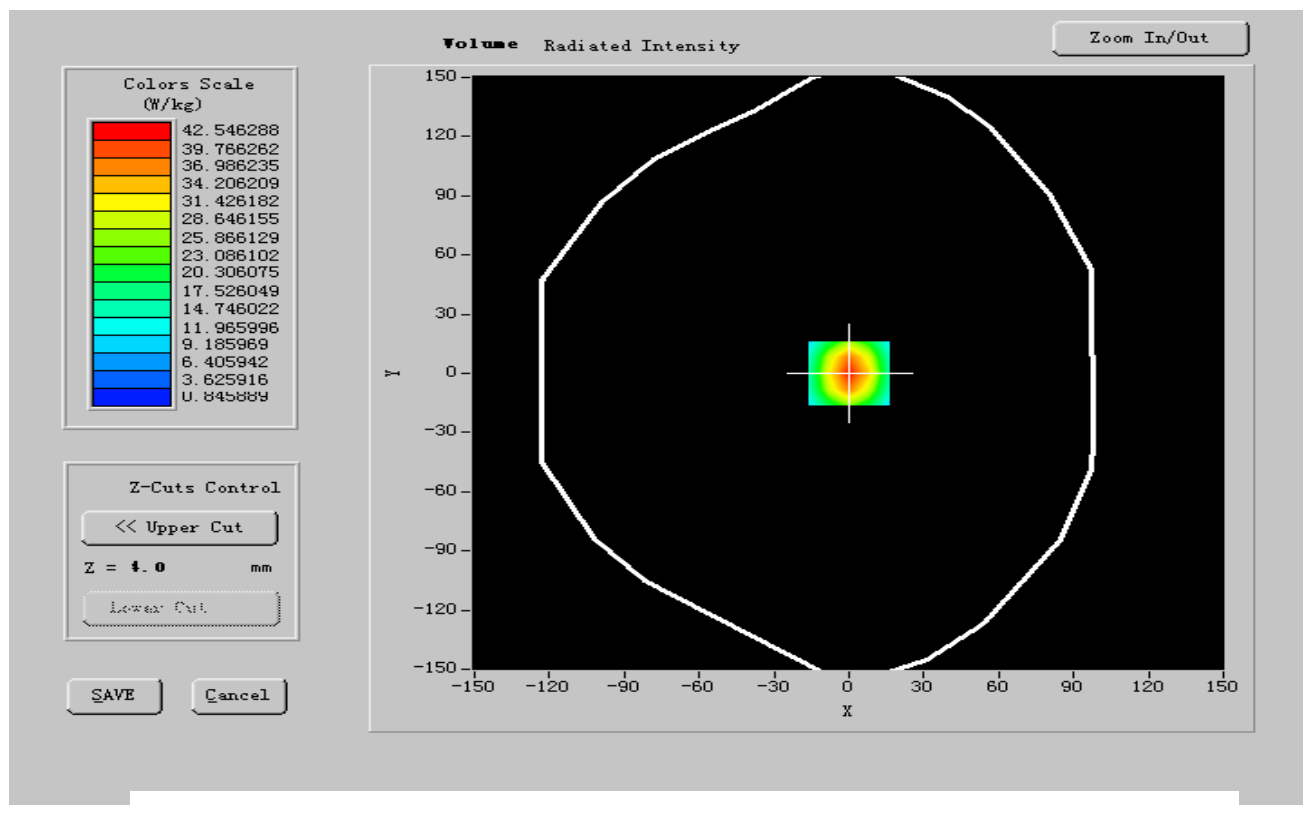 Volume Radiated Intensity
Zoom In/Out
Colors Scale
(W/kg)
42.546288
39.766262
36.986235
34.206209
31.426182
28.646155
25.866129
23.086102
20.306075
17.526049
14.746022
11.965996
9.185969
6.405942
3.625916
0.845889
Z-Cuts Control
<< Upper Cut
Z = 4.0 mm
Lower Cut
SAVE
Cancel
150
120
90
60
30
0
-30
-60
-90
-120
-150
Y
-150 -120 -90 -60 -30 0 30 60 90 120 150
X